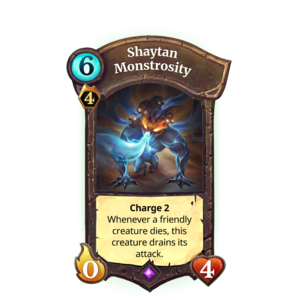 6
Shaytan
Monstrosity
4
Charge 2
Whenever a friendly
creature dies, this
creature drains its
attack.
0
4